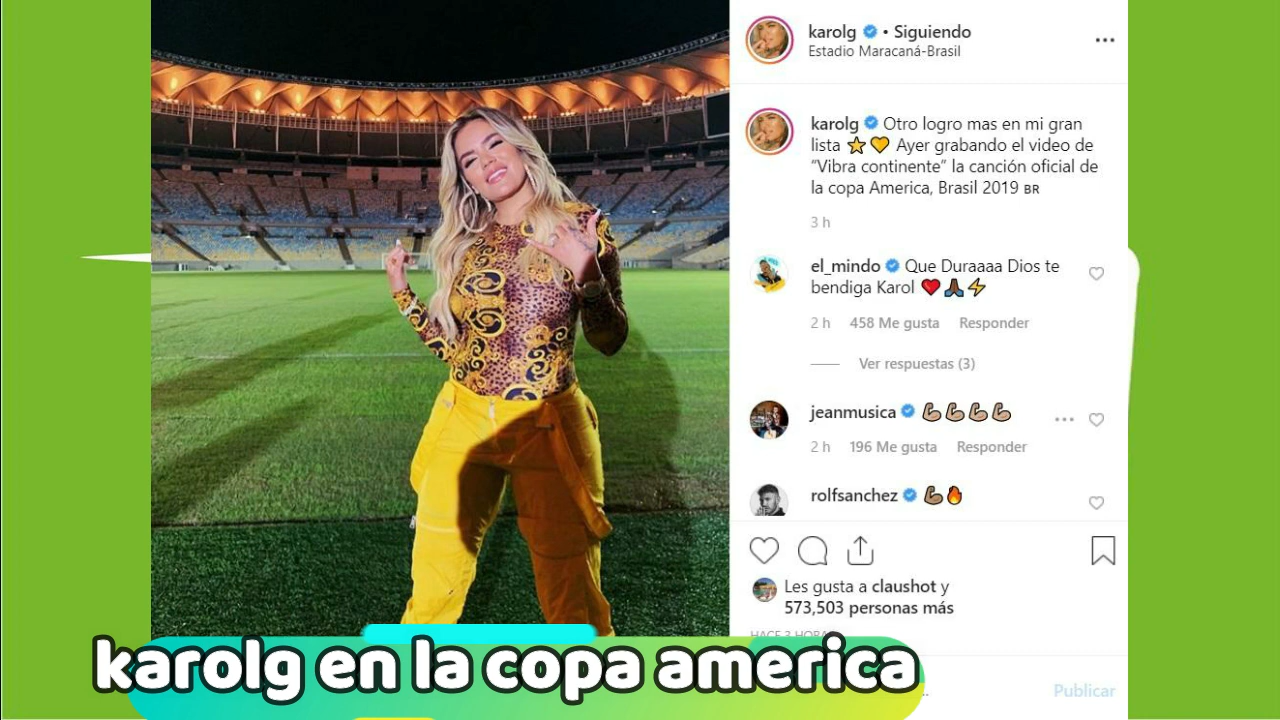 karolg • Siguiendo
Estadio Maracaná-Brasil
karolg Otro logro mas en mi gran
lista ⭐💛 Ayer grabando el video de
“Vibra continente” la canción oficial de
la copa America, Brasil 2019 BR
3 h
el_mindo Que Duraaaa Dios te
bendiga Karol ❤️🙏🏾⚡
2 h 458 Me gusta Responder
Ver respuestas (3)
jeanmusica 💪🏼💪🏼💪🏼💪🏼
2 h 196 Me gusta Responder
rolfsanchez 💪🏽🔥
Les gusta a claushot y
573,503 personas más
HACE 3 HORAS
karolg en la copa america
Publicar